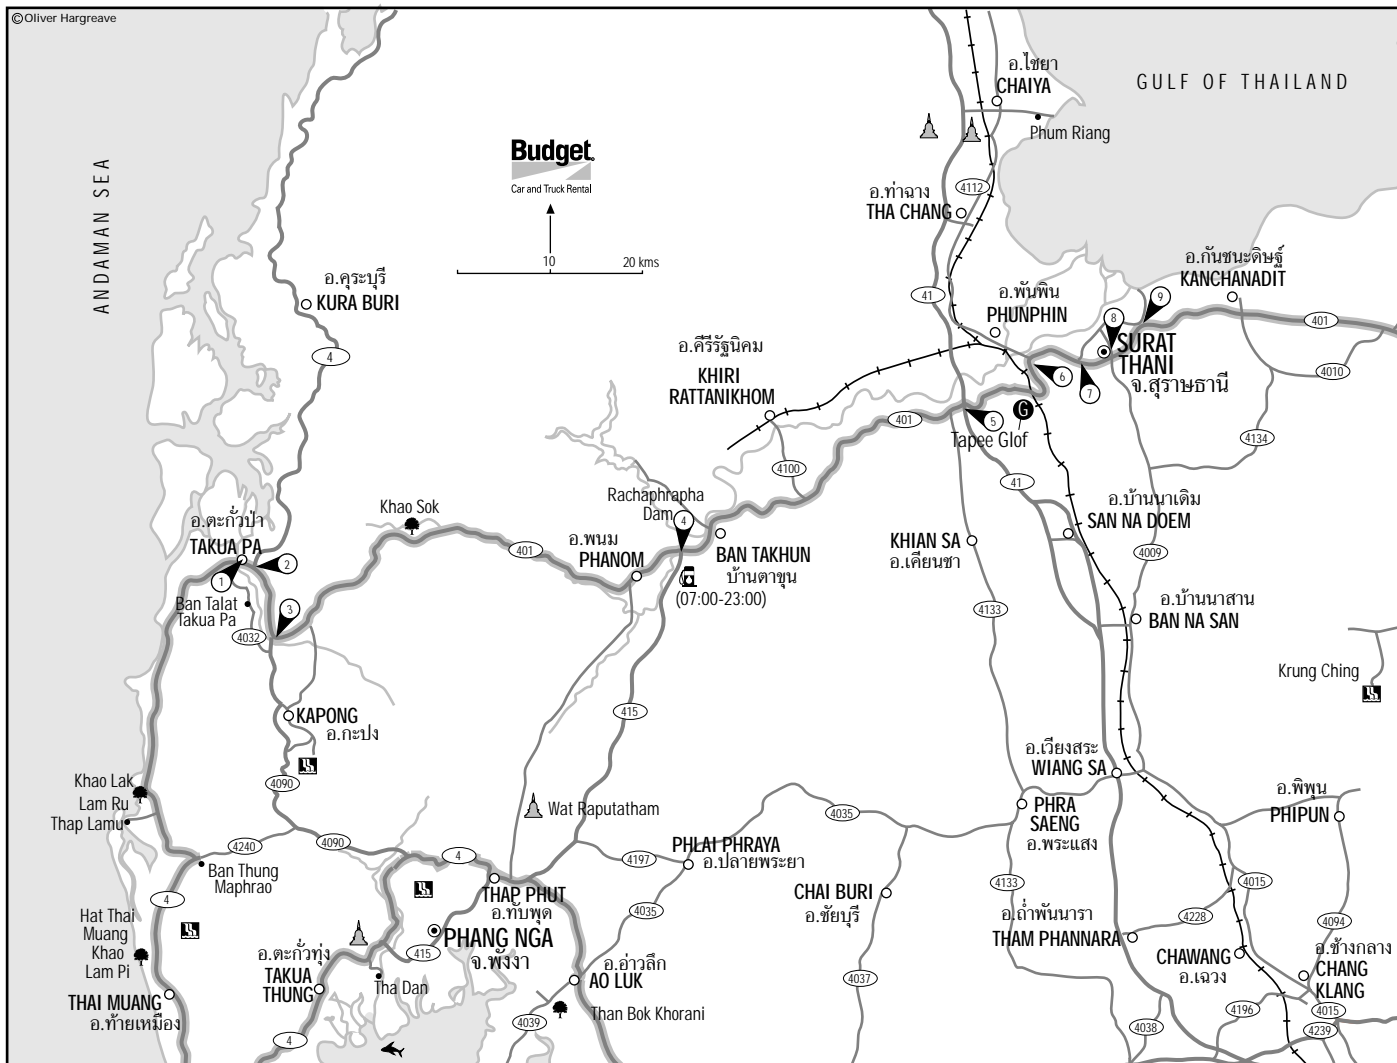 ©Oliver Hargreave
อ.ไชยา
CHAIYA
GULF OF THAILAND
Phum Riang
ANDAMAN SEA
Budget
Car and Truck Rental
10
20 kms
4112
อ.ท่าฉาง
THA CHANG
อ.กันชนะดิษฐ์
KANCHANADIT
อ.คุระบุรี
KURA BURI
41
อ.พันพิน
PHUNPHIN
9
8
401
4
อ.คีรีรัฐนิคม
KHIRI
RATTANIKHOM
SURAT
THANI
จ.สุราษธานี
6
7
4010
401
5
G
Tapee Glof
4134
4100
41
Rachaphrapha
Dam
4
Khao Sok
อ.บ้านนาเดิม
SAN NA DOEM
อ.ตะกั่วป่า
TAKUA PA
1
2
401
อ.พนม
PHANOM
BAN TAKHUN
บ้านตาขุน
(07:00-23:00)
KHIAN SA
อ.เคียนชา
4009
Ban Talat
Takua Pa
3
4032
4133
อ.บ้านนาสาน
BAN NA SAN
Krung Ching
KAPONG
อ.กะปง
415
อ.เวียงสระ
WIANG SA
Khao Lak
Lam Ru
Thap Lamu
4090
Wat Raputatham
4035
PHRA
SAENG
อ.พระแสง
อ.พิพุน
PHIPUN
4240
4090
4
4197
PHLAI PHRAYA
อ.ปลายพระยา
Ban Thung
Maphrao
THAP PHUT
อ.ทับพุด
CHAI BURI
อ.ชัยบุรี
4133
4015
4
4035
4228
4094
Hat Thai
Muang
Khao
Lam Pi
PHANG NGA
จ.พังงา
415
อ.ถ้ำพันนารา
THAM PHANNARA
อ.ตะกั่วทุ่ง
TAKUA
THUNG
Tha Dan
อ.อ่าวลึก
AO LUK
CHAWANG
อ.เฉวง
อ.ช้างกลาง
CHANG
KLANG
4037
THAI MUANG
อ.ท้ายเหมือง
Than Bok Khorani
4039
4196
4015
4
4038
4239